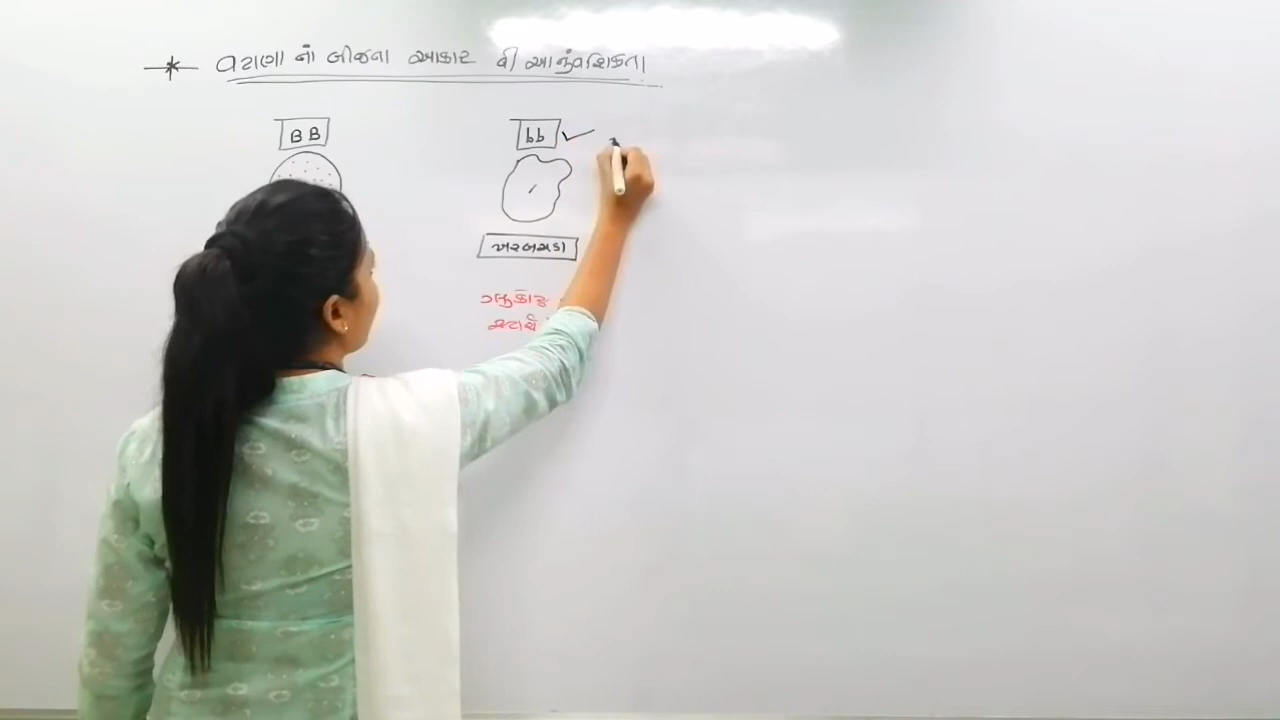 * વટાણા નાં બીજના આકાર ની આનુંવંશિકતા
BB
bb ✓
ખરબચડા
ગ્લુકોઝ
સ્ટાર્ચ